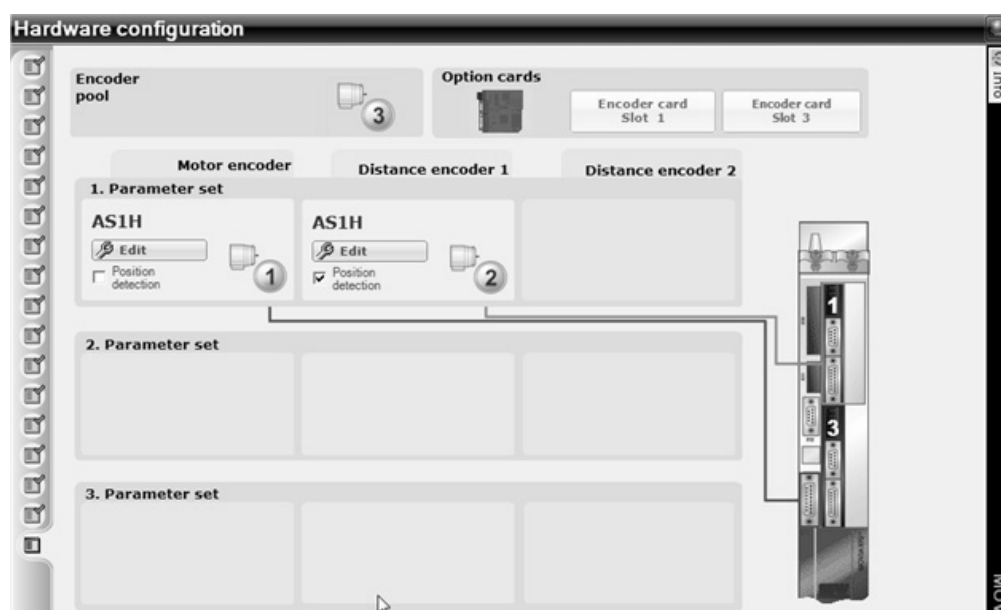 Hardware configuration
Info
Encoder
pool
3
Option cards
Encoder card
Slot 1
Encoder card
Slot 3
Motor encoder
Distance encoder 1
Distance encoder 2
1. Parameter set
AS1H
Edit
Position
detection
1
AS1H
Edit
Position
detection
2
1
3
2. Parameter set
3. Parameter set